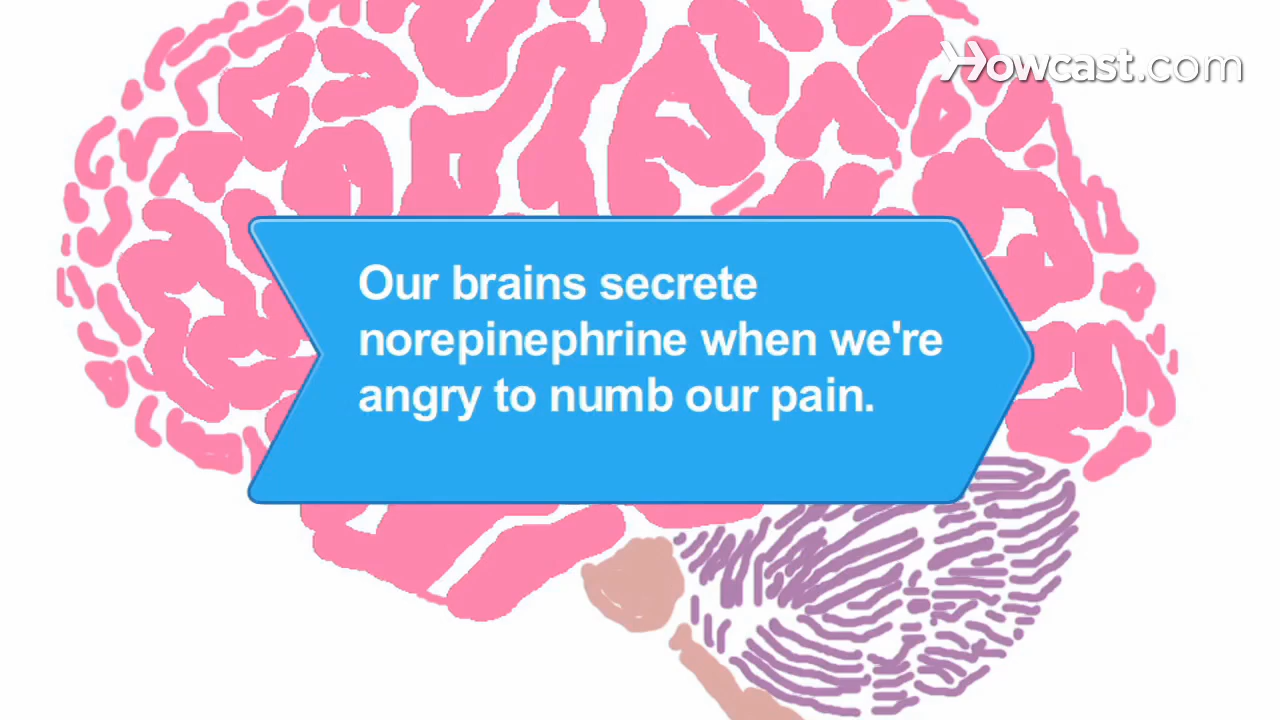 Howcast.com
Our brains secrete
norepinephrine when we're
angry to numb our pain.